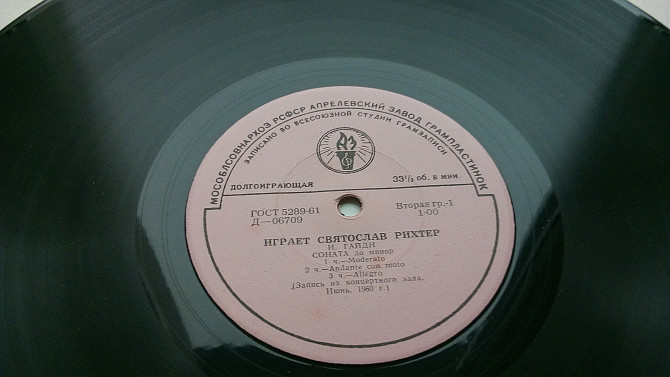 МОСОБЛСОВНАРХОЗ РСФСР АПРЕЛЕВСКИЙ ЗАВОД ГРАМПЛАСТИНОК
ЗАПИСАНО ВО ВСЕСОЮЗНОЙ СТУДИИ ГРАМЗАПИСИ
ДОЛГОИГРАЮЩАЯ 33⅓ об. в мин.
ГОСТ 5289-61 Вторая гр.-1
Д—06709 1-00
ИГРАЕТ СВЯТОСЛАВ РИХТЕР
И. ГАЙДН
СОНАТА до минор
1 ч.—Moderato
2 ч.—Andante con moto
3 ч.—Allegro
(Запись из концертного зала.
Июнь, 1960 г.)